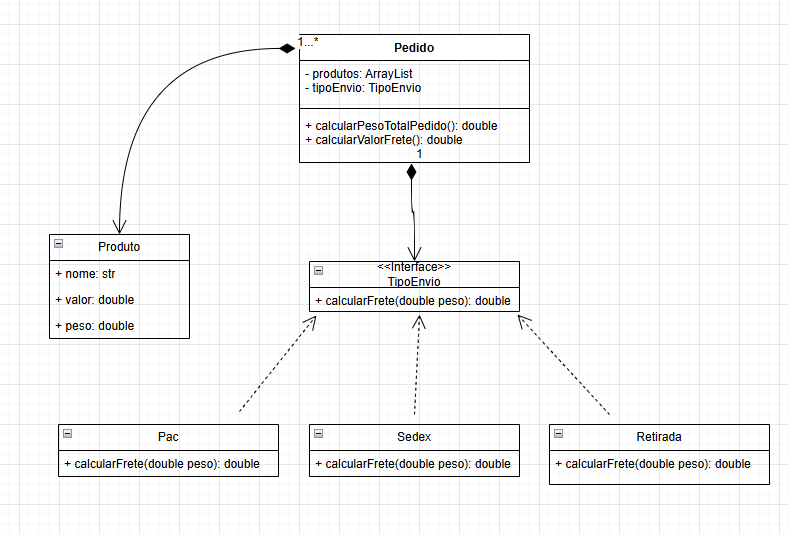 1...*
Pedido
- produtos: ArrayList
- tipoEnvio: TipoEnvio
+ calcularPesoTotalPedido(): double
+ calcularValorFrete(): double
1
Produto
+ nome: str
+ valor: double
+ peso: double
<<Interface>>
TipoEnvio
+ calcularFrete(double peso): double
Pac
+ calcularFrete(double peso): double
Sedex
+ calcularFrete(double peso): double
Retirada
+ calcularFrete(double peso): double